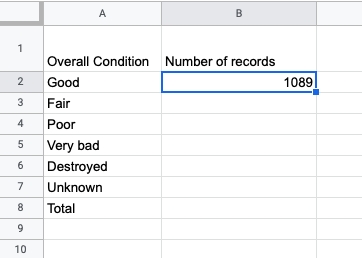 A B
1 Overall Condition Number of records
2 Good 1089
3 Fair
4 Poor
5 Very bad
6 Destroyed
7 Unknown
8 Total
9
10